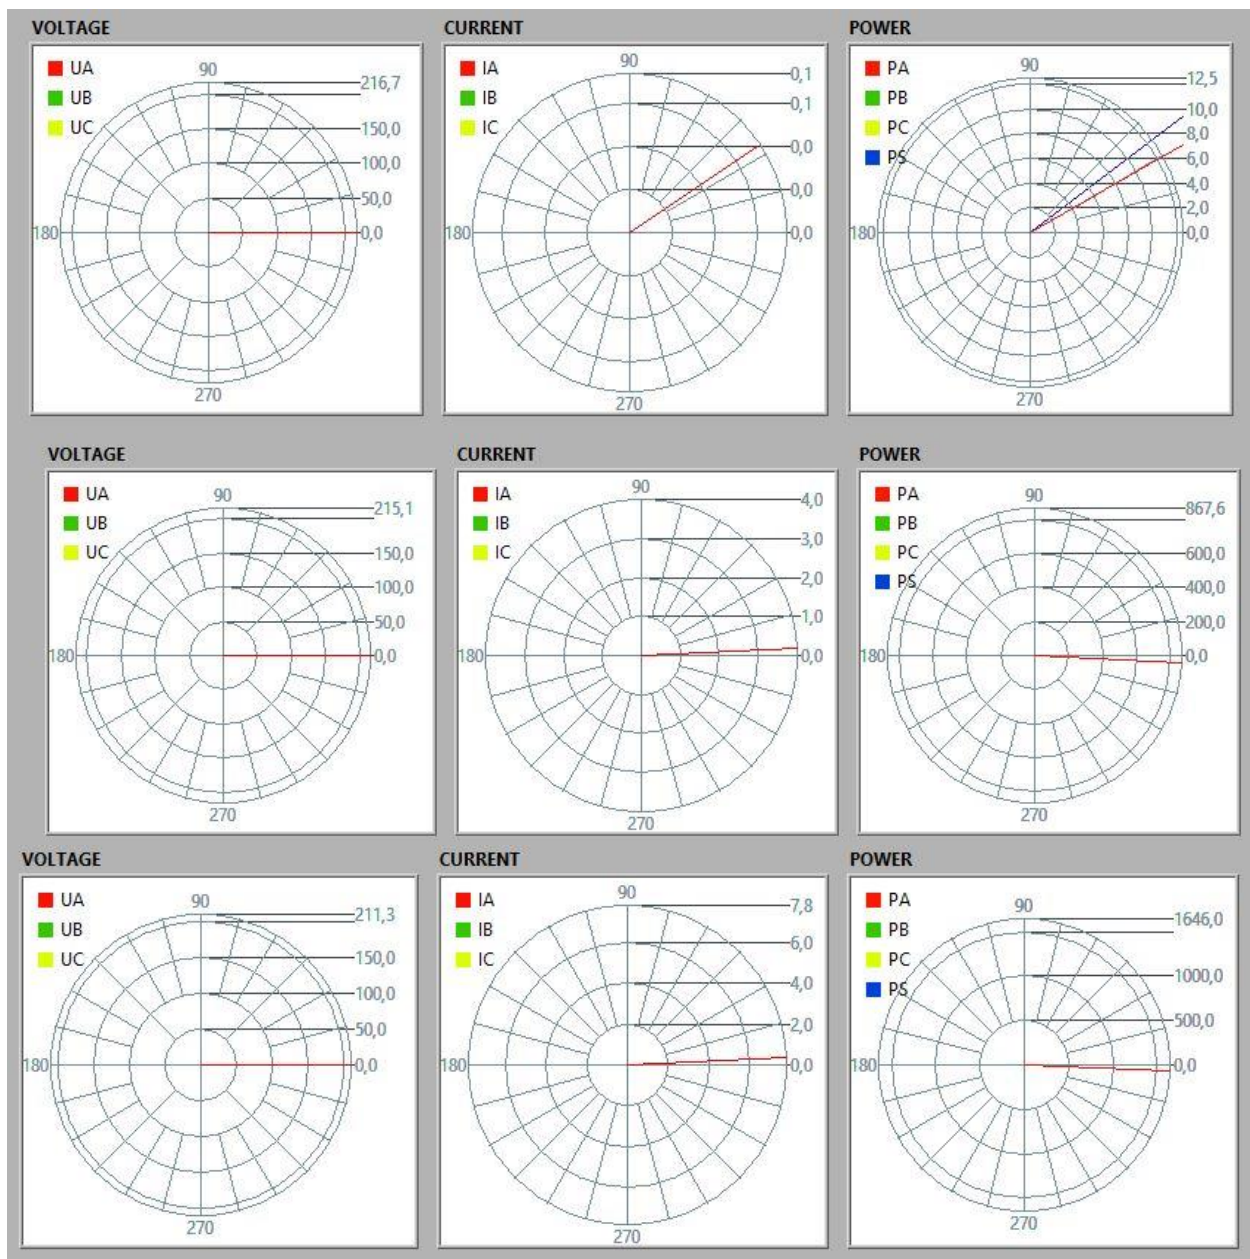 VOLTAGE
UA
UB
UC
90
216,7
150,0
100,0
50,0
180
0,0
270
CURRENT
IA
IB
IC
90
0,1
0,1
0,0
0,0
180
0,0
270
POWER
PA
PB
PC
PS
90
12,5
10,0
8,0
6,0
4,0
2,0
180
0,0
270
VOLTAGE
UA
UB
UC
90
215,1
150,0
100,0
50,0
180
0,0
270
CURRENT
IA
IB
IC
90
4,0
3,0
2,0
1,0
180
0,0
270
POWER
PA
PB
PC
PS
90
867,6
600,0
400,0
200,0
180
0,0
270
VOLTAGE
UA
UB
UC
90
211,3
150,0
100,0
50,0
180
0,0
270
CURRENT
IA
IB
IC
90
7,8
6,0
4,0
2,0
180
0,0
270
POWER
PA
PB
PC
PS
90
1646,0
1000,0
500,0
180
0,0
270